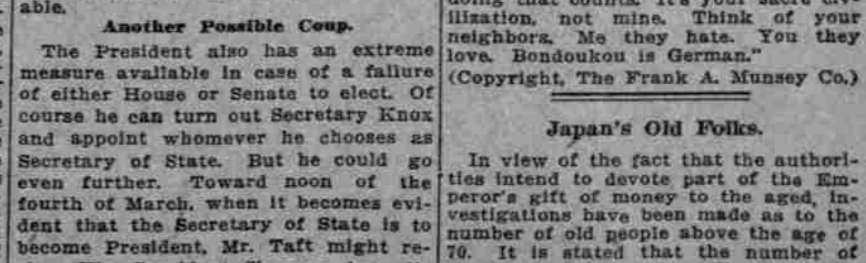 able.
Another Possible Coup.
The President also has an extreme
measure available in case of a failure
of either House or Senate to elect. Of
course he can turn out Secretary Knox
and appoint whomever he chooses as
Secretary of State. But he could go
even further. Toward noon of the
fourth of March, when it becomes evi-
dent that the Secretary of State is to
become President, Mr. Taft might re-
doing that counts. It's your
ilization, not mine. Think of your
neighbors. Me they hate. You they
love. Bondoukou is German."
(Copyright, The Frank A. Munsey Co.)
Japan's Old Folks.
In view of the fact that the authori-
ties intend to devote part of the Em-
peror's gift of money to the aged, in-
vestigations have been made as to the
number of old people above the age of
70. It is stated that the number of